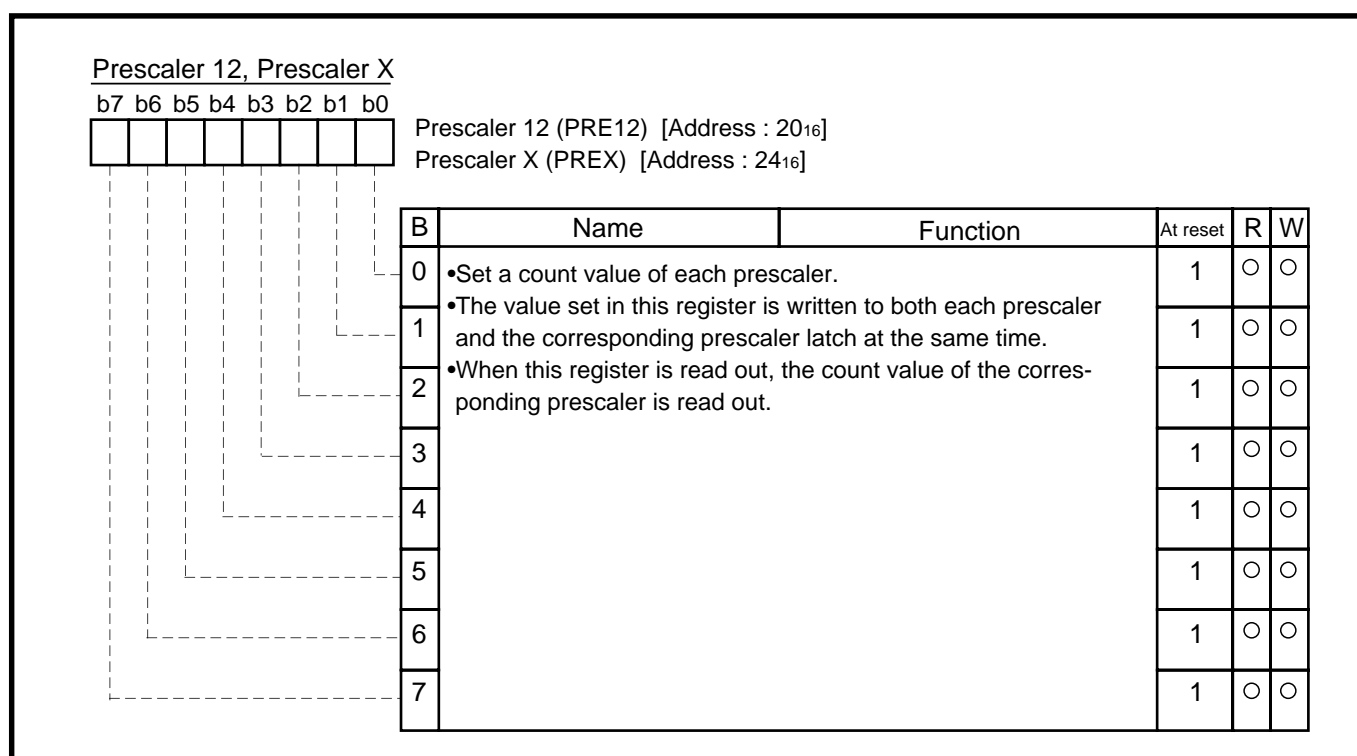 Prescaler 12, Prescaler X
b7 b6 b5 b4 b3 b2 b1 b0
Prescaler 12 (PRE12) [Address : 20₁₆]
Prescaler X (PREX) [Address : 24₁₆]
B Name Function At reset R W
0 •Set a count value of each prescaler. 1 ○ ○
•The value set in this register is written to both each prescaler
1 and the corresponding prescaler latch at the same time. 1 ○ ○
•When this register is read out, the count value of the corres-
2 ponding prescaler is read out. 1 ○ ○
3 1 ○ ○
4 1 ○ ○
5 1 ○ ○
6 1 ○ ○
7 1 ○ ○